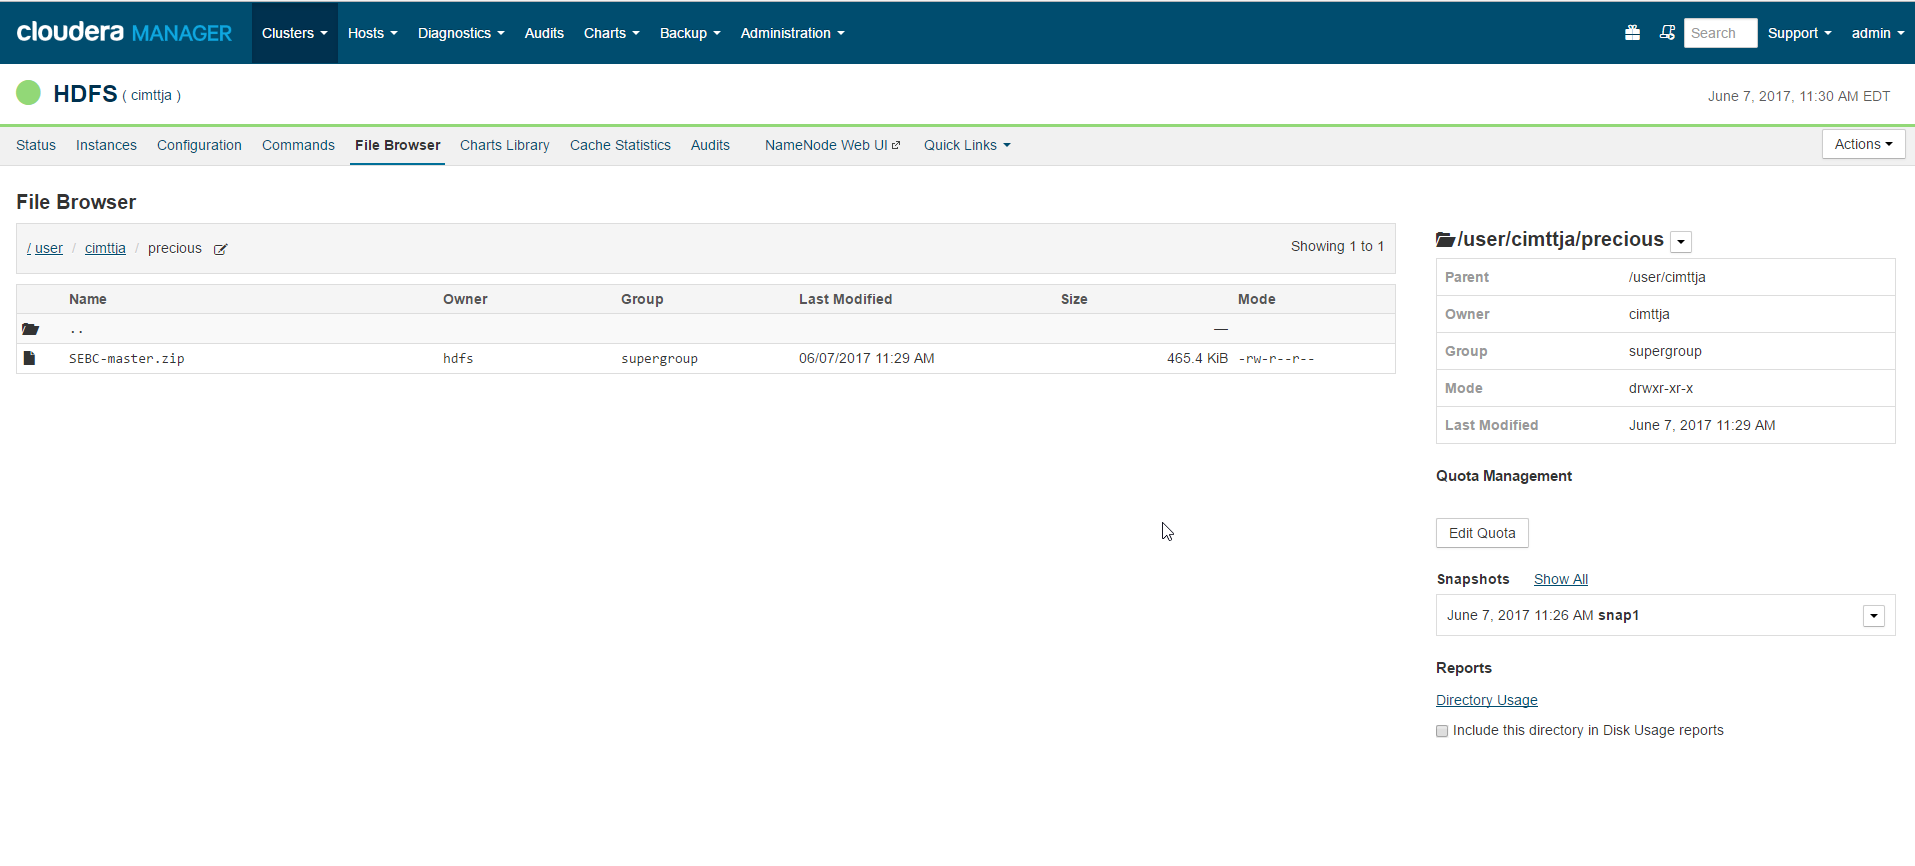 cloudera MANAGER Clusters Hosts Diagnostics Audits Charts Backup Administration Search Support admin
HDFS ( cimttja ) June 7, 2017, 11:30 AM EDT
Status Instances Configuration Commands File Browser Charts Library Cache Statistics Audits NameNode Web UI Quick Links Actions
File Browser
/ user / cimttja / precious Showing 1 to 1
Name Owner Group Last Modified Size Mode
.. —
SEBC-master.zip hdfs supergroup 06/07/2017 11:29 AM 465.4 KiB -rw-r--r--
/user/cimttja/precious
Parent /user/cimttja
Owner cimttja
Group supergroup
Mode drwxr-xr-x
Last Modified June 7, 2017 11:29 AM
Quota Management
Edit Quota
Snapshots Show All
June 7, 2017 11:26 AM snap1
Reports
Directory Usage
Include this directory in Disk Usage reports